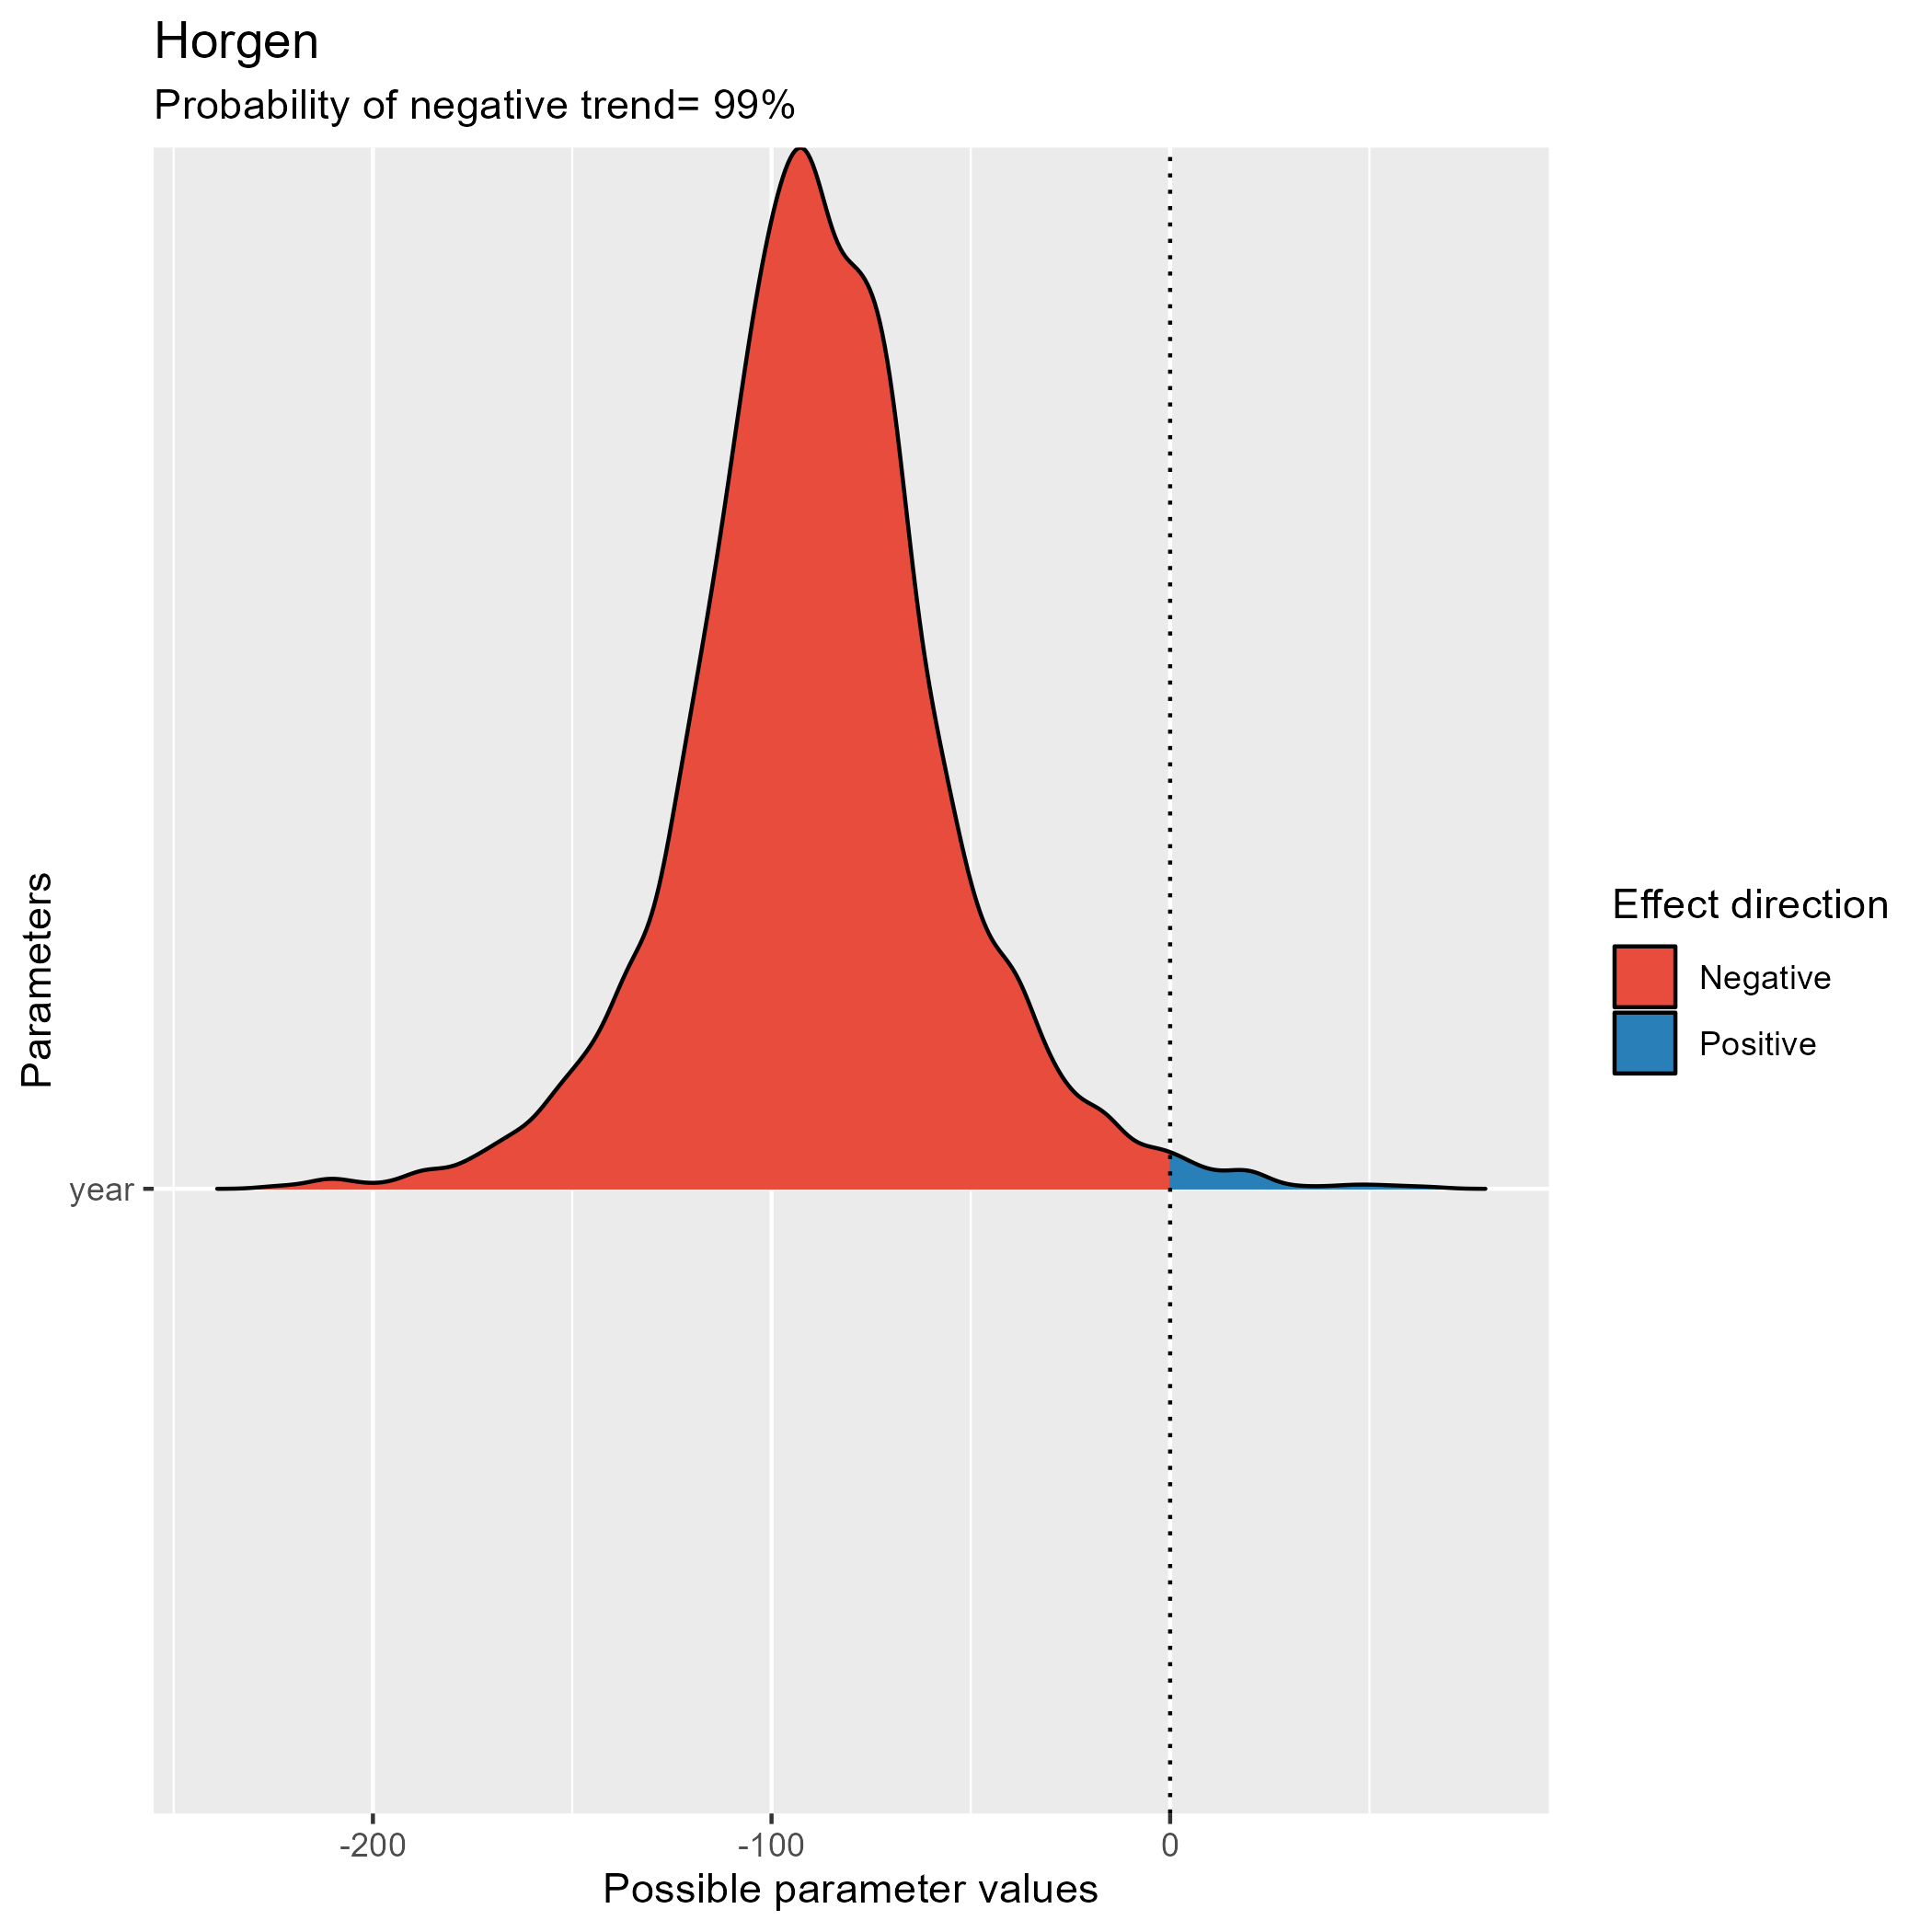 Horgen
Probability of negative trend= 99%
Parameters
year
Effect direction
Negative
Positive
-200
-100
0
Possible parameter values